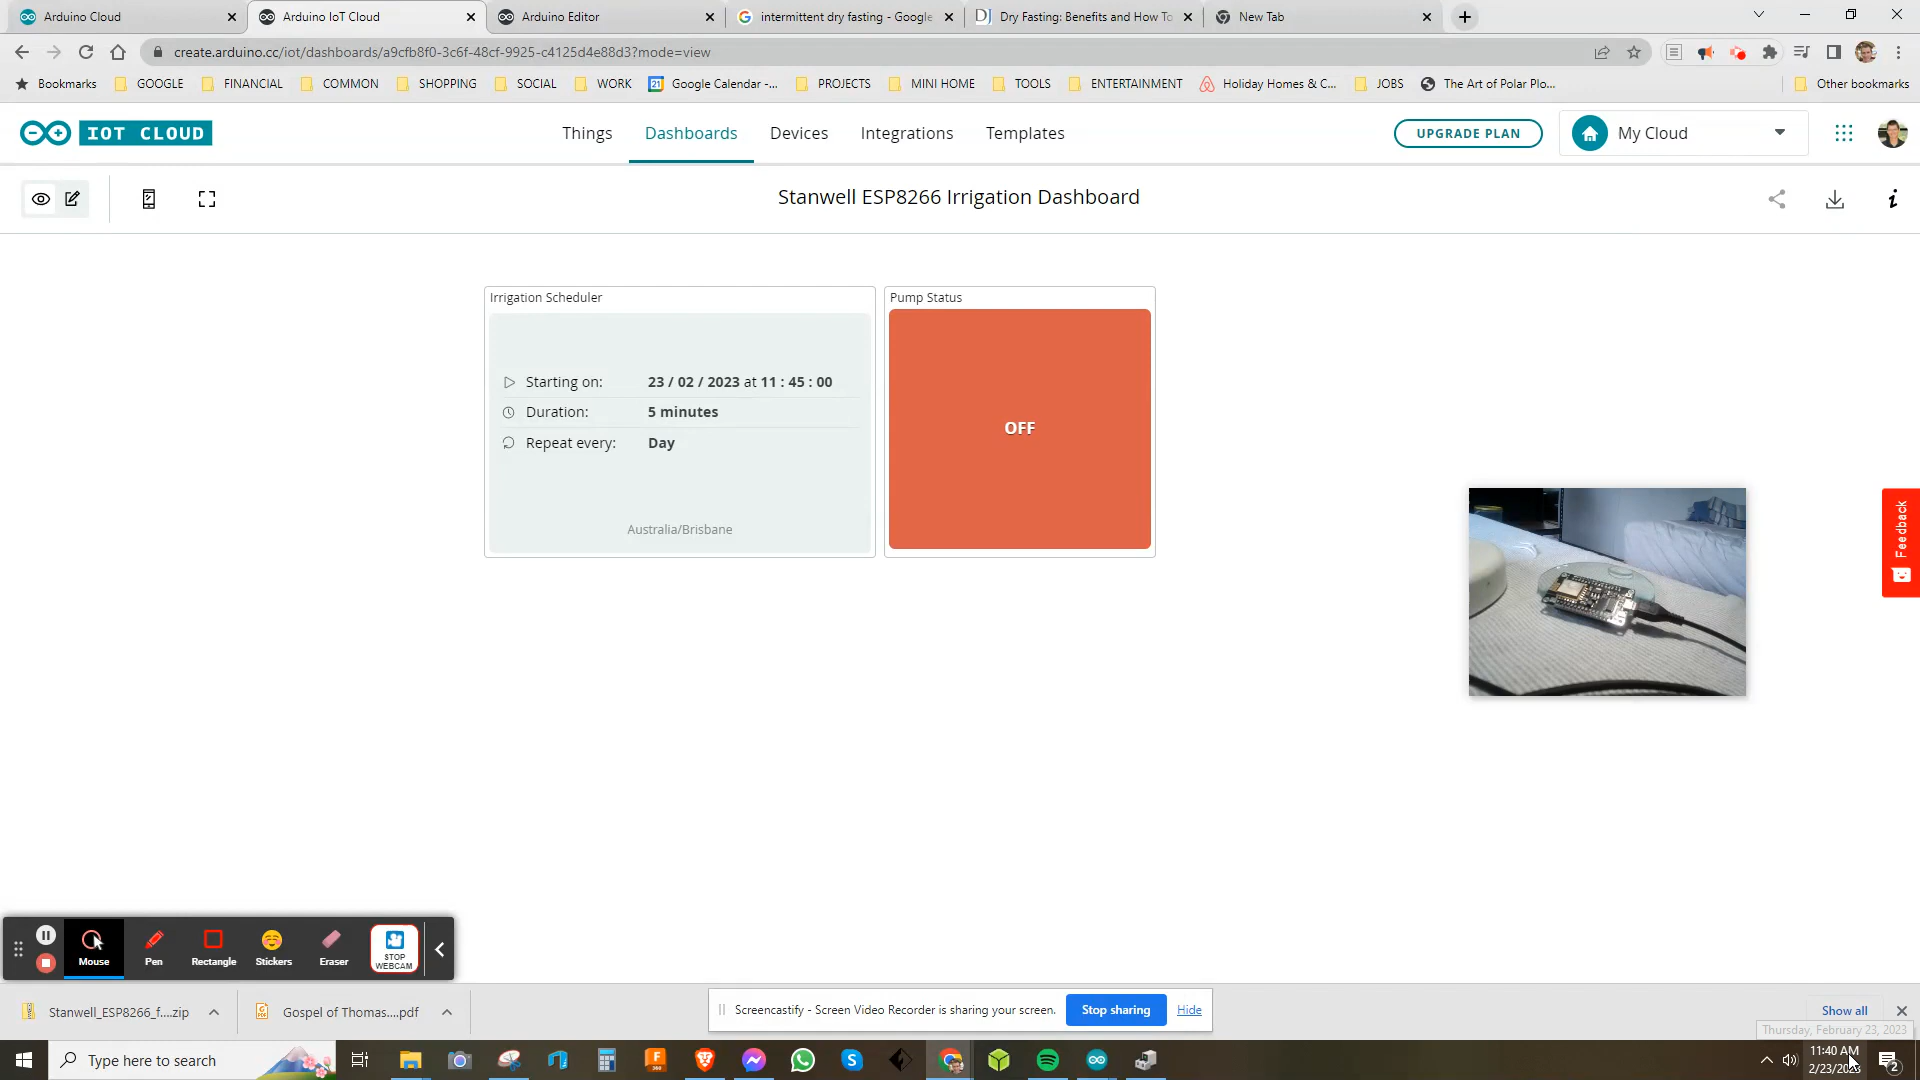 Arduino Cloud
Arduino IoT Cloud
Arduino Editor
intermittent dry fasting - Google
Dry Fasting: Benefits and How To
New Tab
create.arduino.cc/iot/dashboards/a9cfb8f0-3c6f-48cf-9925-c4125d4e88d3?mode=view
Bookmarks
GOOGLE
FINANCIAL
COMMON
SHOPPING
SOCIAL
WORK
Google Calendar -...
PROJECTS
MINI HOME
TOOLS
ENTERTAINMENT
Holiday Homes & C...
JOBS
The Art of Polar Plo...
Other bookmarks
IOT CLOUD
Things
Dashboards
Devices
Integrations
Templates
UPGRADE PLAN
My Cloud
Stanwell ESP8266 Irrigation Dashboard
Irrigation Scheduler
Starting on: 23 / 02 / 2023 at 11 : 45 : 00
Duration: 5 minutes
Repeat every: Day
Australia/Brisbane
Pump Status
OFF
Feedback
Mouse
Pen
Rectangle
Stickers
Eraser
STOP
WEBCAM
Stanwell_ESP8266_f....zip
Gospel of Thomas....pdf
Screencastify - Screen Video Recorder is sharing your screen.
Stop sharing
Hide
Show all
Thursday, February 23, 2023
Type here to search
11:40 AM
2